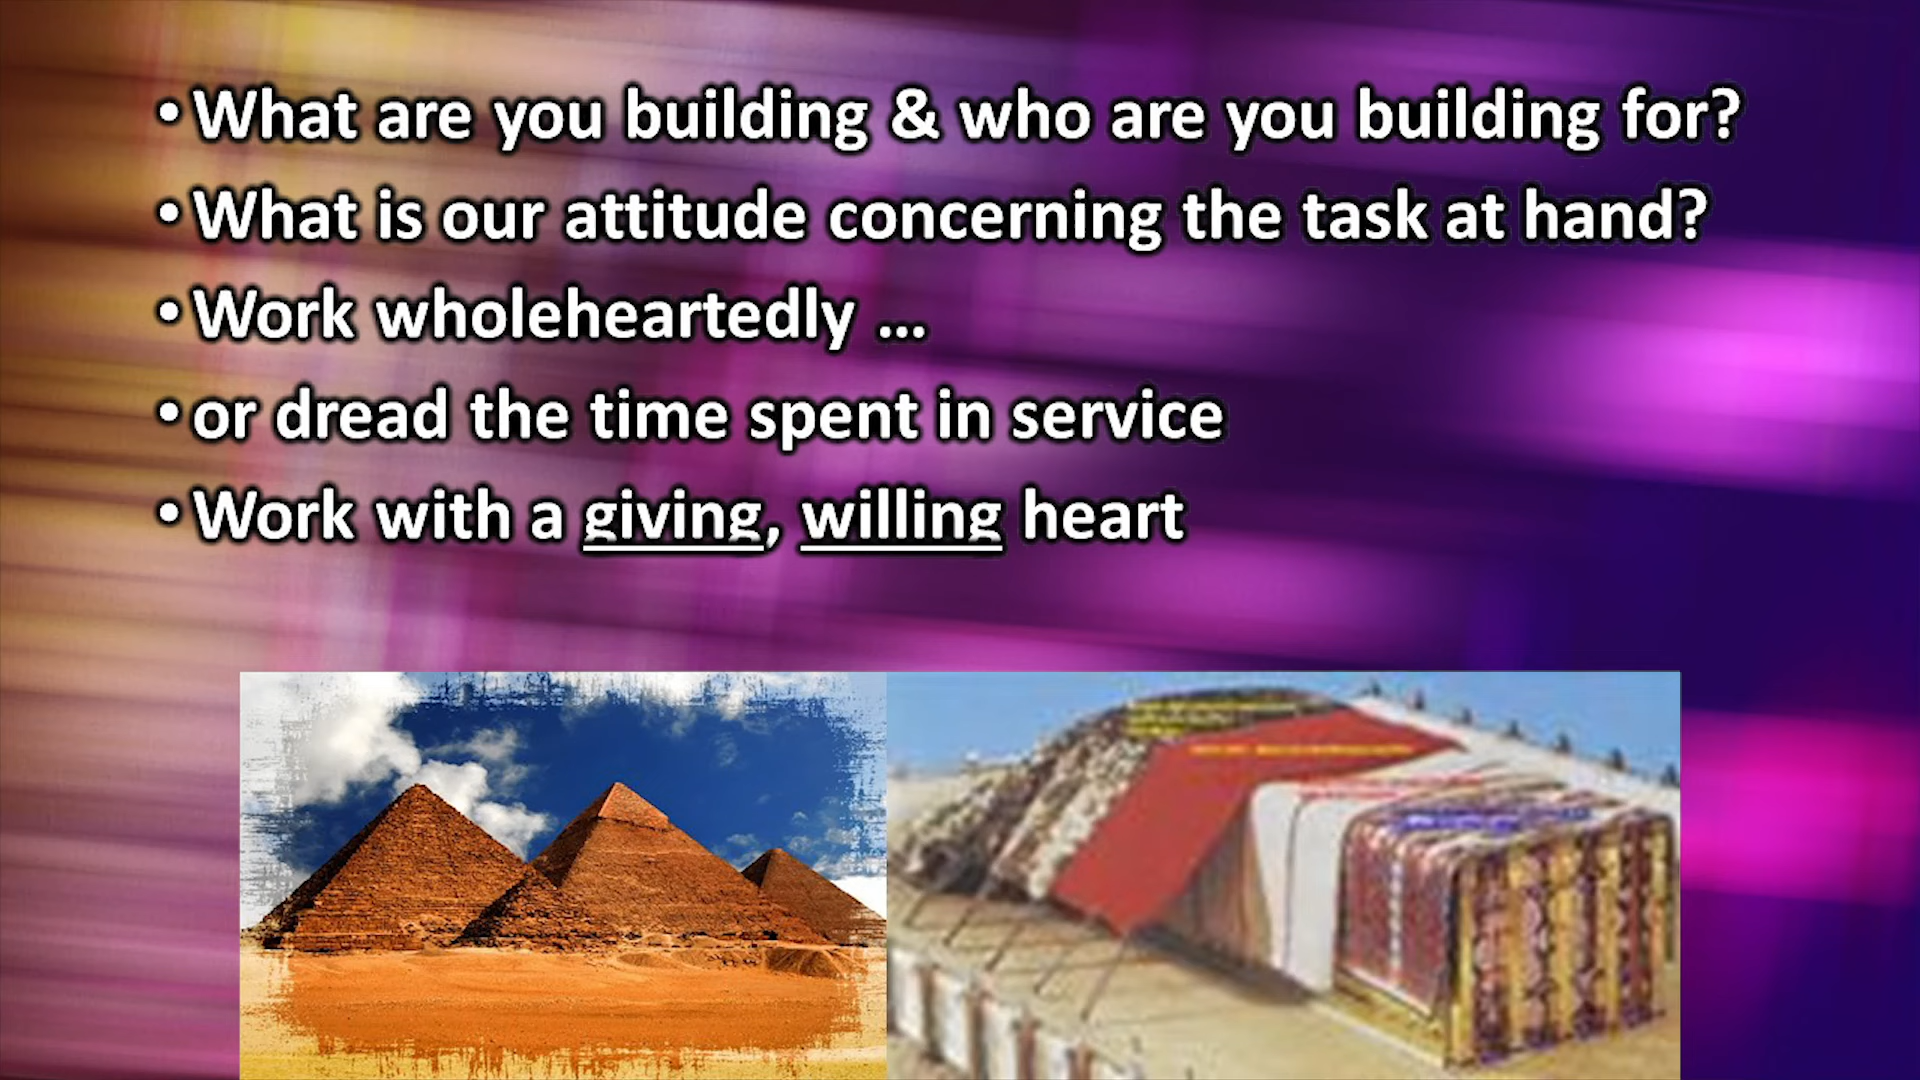 • What are you building & who are you building for?
• What is our attitude concerning the task at hand?
• Work wholeheartedly ...
• or dread the time spent in service
• Work with a giving, willing heart